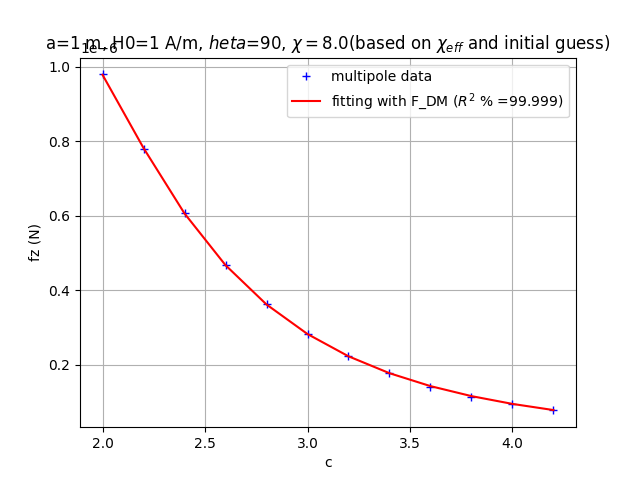 a=1 m, H0=1 A/m, heta=90, χ = 8.0(based on χ_eff and initial guess)
1e−6
multipole data
fitting with F_DM (R² % =99.999)
1.0
0.8
0.6
0.4
0.2
fz (N)
2.0 2.5 3.0 3.5 4.0
c